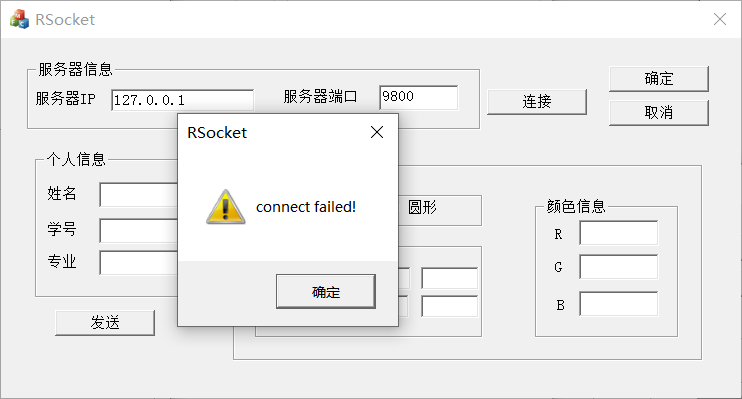 RSocket
服务器信息
服务器IP 127.0.0.1 服务器端口 9800 连接
确定
取消
RSocket
connect failed!
确定
个人信息
姓名
学号
专业
发送
圆形
颜色信息
R
G
B